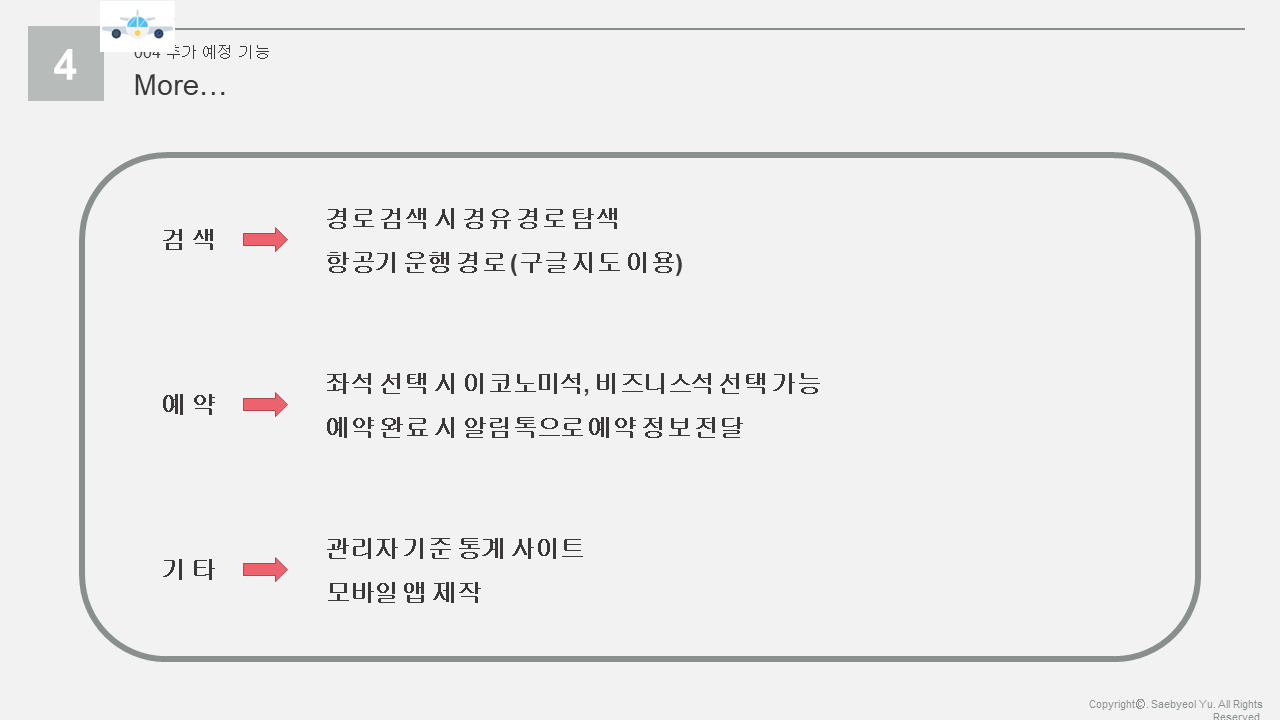 4
004 추가 예정 기능
More…
검 색
경로 검색 시 경유 경로 탐색
항공기 운행 경로 (구글 지도 이용)
예 약
좌석 선택 시 이코노미석, 비즈니스석 선택 가능
예약 완료 시 알림톡으로 예약 정보 전달
기 타
관리자 기준 통계 사이트
모바일 앱 제작
Copyright©. Saebyeol Yu. All Rights
Reserved.